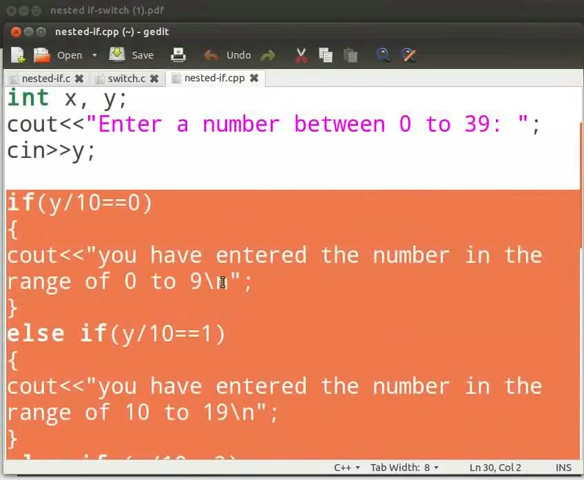 nested if-switch (1).pdf
nested-if.cpp (~) - gedit
Open Save Undo
nested-if.c switch.c nested-if.cpp
int x, y;
cout<<"Enter a number between 0 to 39: ";
cin>>y;
if(y/10==0)
{
cout<<"you have entered the number in the
range of 0 to 9\n";
}
else if(y/10==1)
{
cout<<"you have entered the number in the
range of 10 to 19\n";
}
C++ Tab Width: 8 Ln 30, Col 2 INS